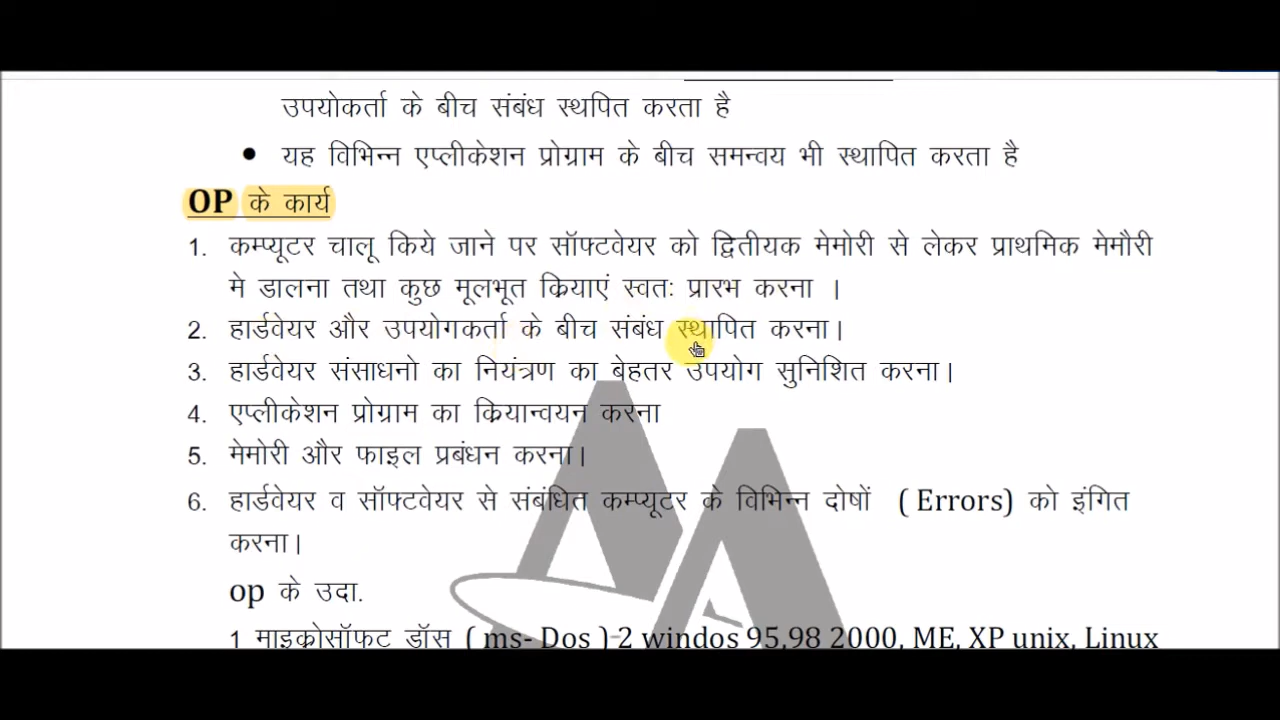 उपयोकर्ता के बीच संबंध स्थपित करता है
• यह विभिन्न एप्लीकेशन प्रोग्राम के बीच समन्वय भी स्थापित करता है
OP के कार्य
1. कम्प्यूटर चालू किये जाने पर सॉफ्टवेयर को द्वितीयक मेमोरी से लेकर प्राथमिक मेमौरी
मे डालना तथा कुछ मूलभूत क्रियाएं स्वतः प्रारभ करना ।
2. हार्डवेयर और उपयोगकर्ता के बीच संबंध स्थापित करना।
3. हार्डवेयर संसाधनो का नियंत्रण का बेहतर उपयोग सुनिशित करना।
4. एप्लीकेशन प्रोग्राम का क्रियान्वयन करना
5. मेमोरी और फाइल प्रबंधन करना।
6. हार्डवेयर व सॉफ्टवेयर से संबंधित कम्प्यूटर के विभिन्न दोषों ( Errors) को इंगित
करना।
op के उदा.
1 माइक्रोसॉफट डॉस ( ms- Dos ) 2 windos 95,98 2000, ME, XP unix, Linux